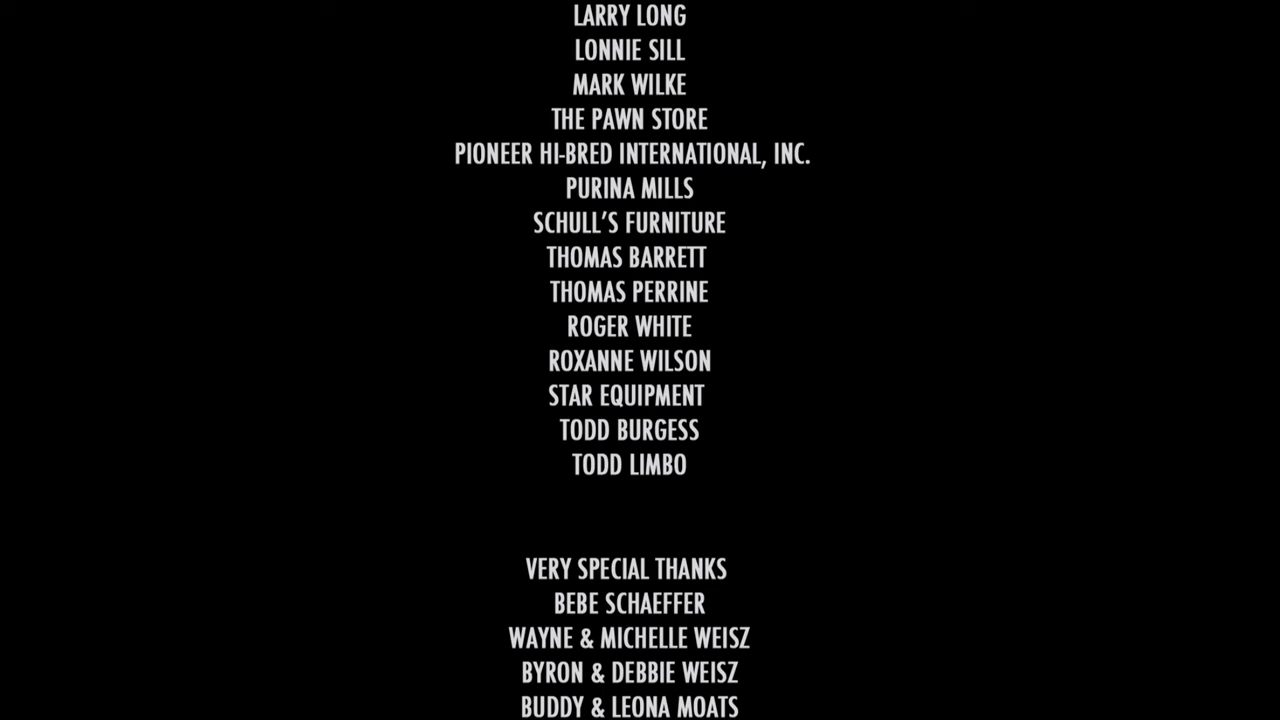 LARRY LONG
LONNIE SILL
MARK WILKE
THE PAWN STORE
PIONEER HI-BRED INTERNATIONAL, INC.
PURINA MILLS
SCHULL’S FURNITURE
THOMAS BARRETT
THOMAS PERRINE
ROGER WHITE
ROXANNE WILSON
STAR EQUIPMENT
TODD BURGESS
TODD LIMBO
VERY SPECIAL THANKS
BEBE SCHAEFFER
WAYNE & MICHELLE WEISZ
BYRON & DEBBIE WEISZ
BUDDY & LEONA MOATS